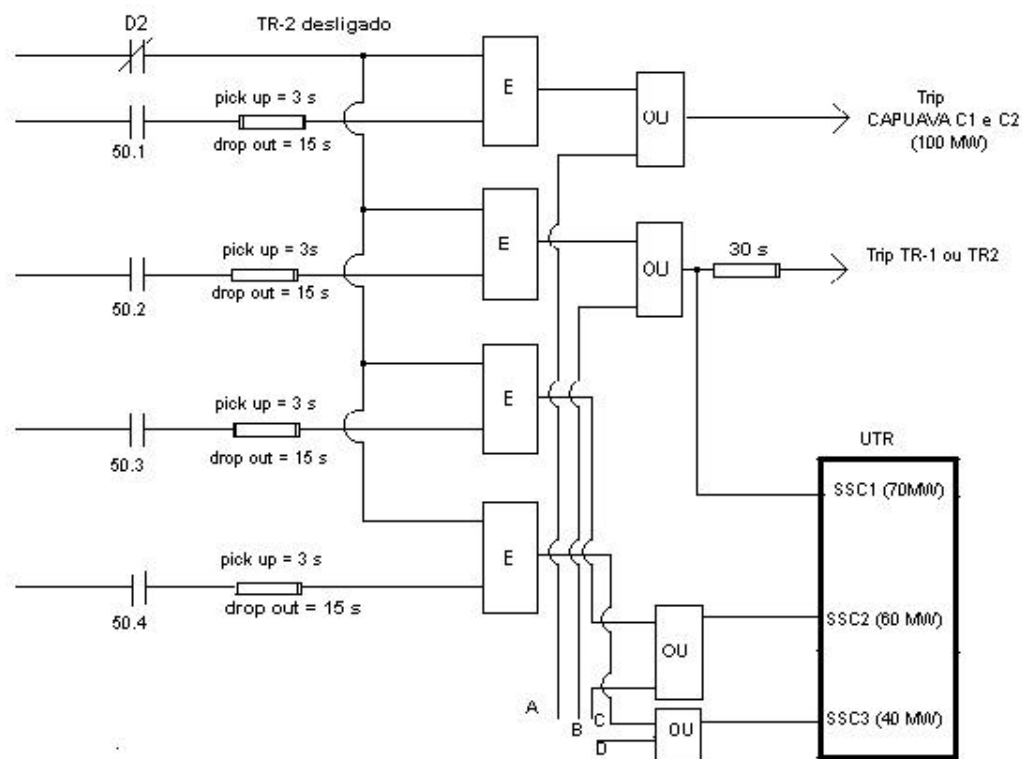 D2
TR-2 desligado
pick up = 3 s
drop out = 15 s
50.1
E
OU
Trip
CAPUAVA C1 e C2
(100 MW)
pick up = 3s
drop out = 15 s
50.2
E
OU
30 s
Trip TR-1 ou TR2
pick up = 3 s
drop out = 15 s
50.3
E
UTR
SSC1 (70MW)
pick up = 3 s
drop out = 15 s
50.4
E
OU
SSC2 (60 MW)
A
B
C
D
OU
SSC3 (40 MW)